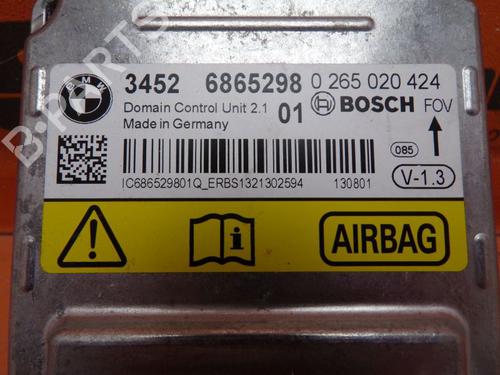 BMW
3452 6865298 0 265 020 424
Domain Control Unit 2.1 01 BOSCH FOV
Made in Germany
085
IC686529801Q_ERBS1321302594 130801 V-1.3
i AIRBAG
B-PARTS